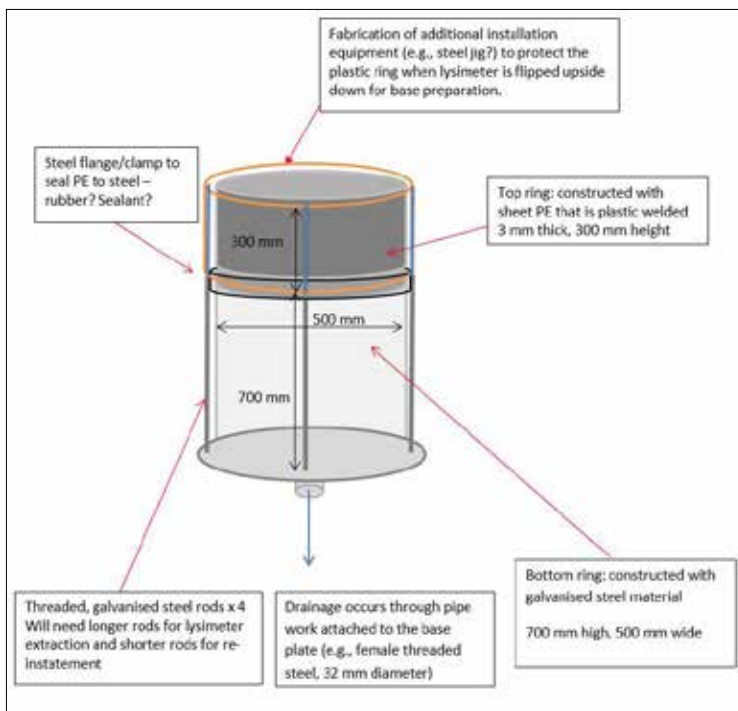 Fabrication of additional installation
equipment (e.g., steel jig?) to protect the
plastic ring when lysimeter is flipped upside
down for base preparation.
Steel flange/clamp to
seal PE to steel –
rubber? Sealant?
Top ring: constructed with
sheet PE that is plastic welded
3 mm thick, 300 mm height
300 mm
500 mm
700 mm
Threaded, galvanised steel rods x 4
Will need longer rods for lysimeter
extraction and shorter rods for re-
instatement
Drainage occurs through pipe
work attached to the base
plate (e.g., female threaded
steel, 32 mm diameter)
Bottom ring: constructed with
galvanised steel material
700 mm high, 500 mm wide